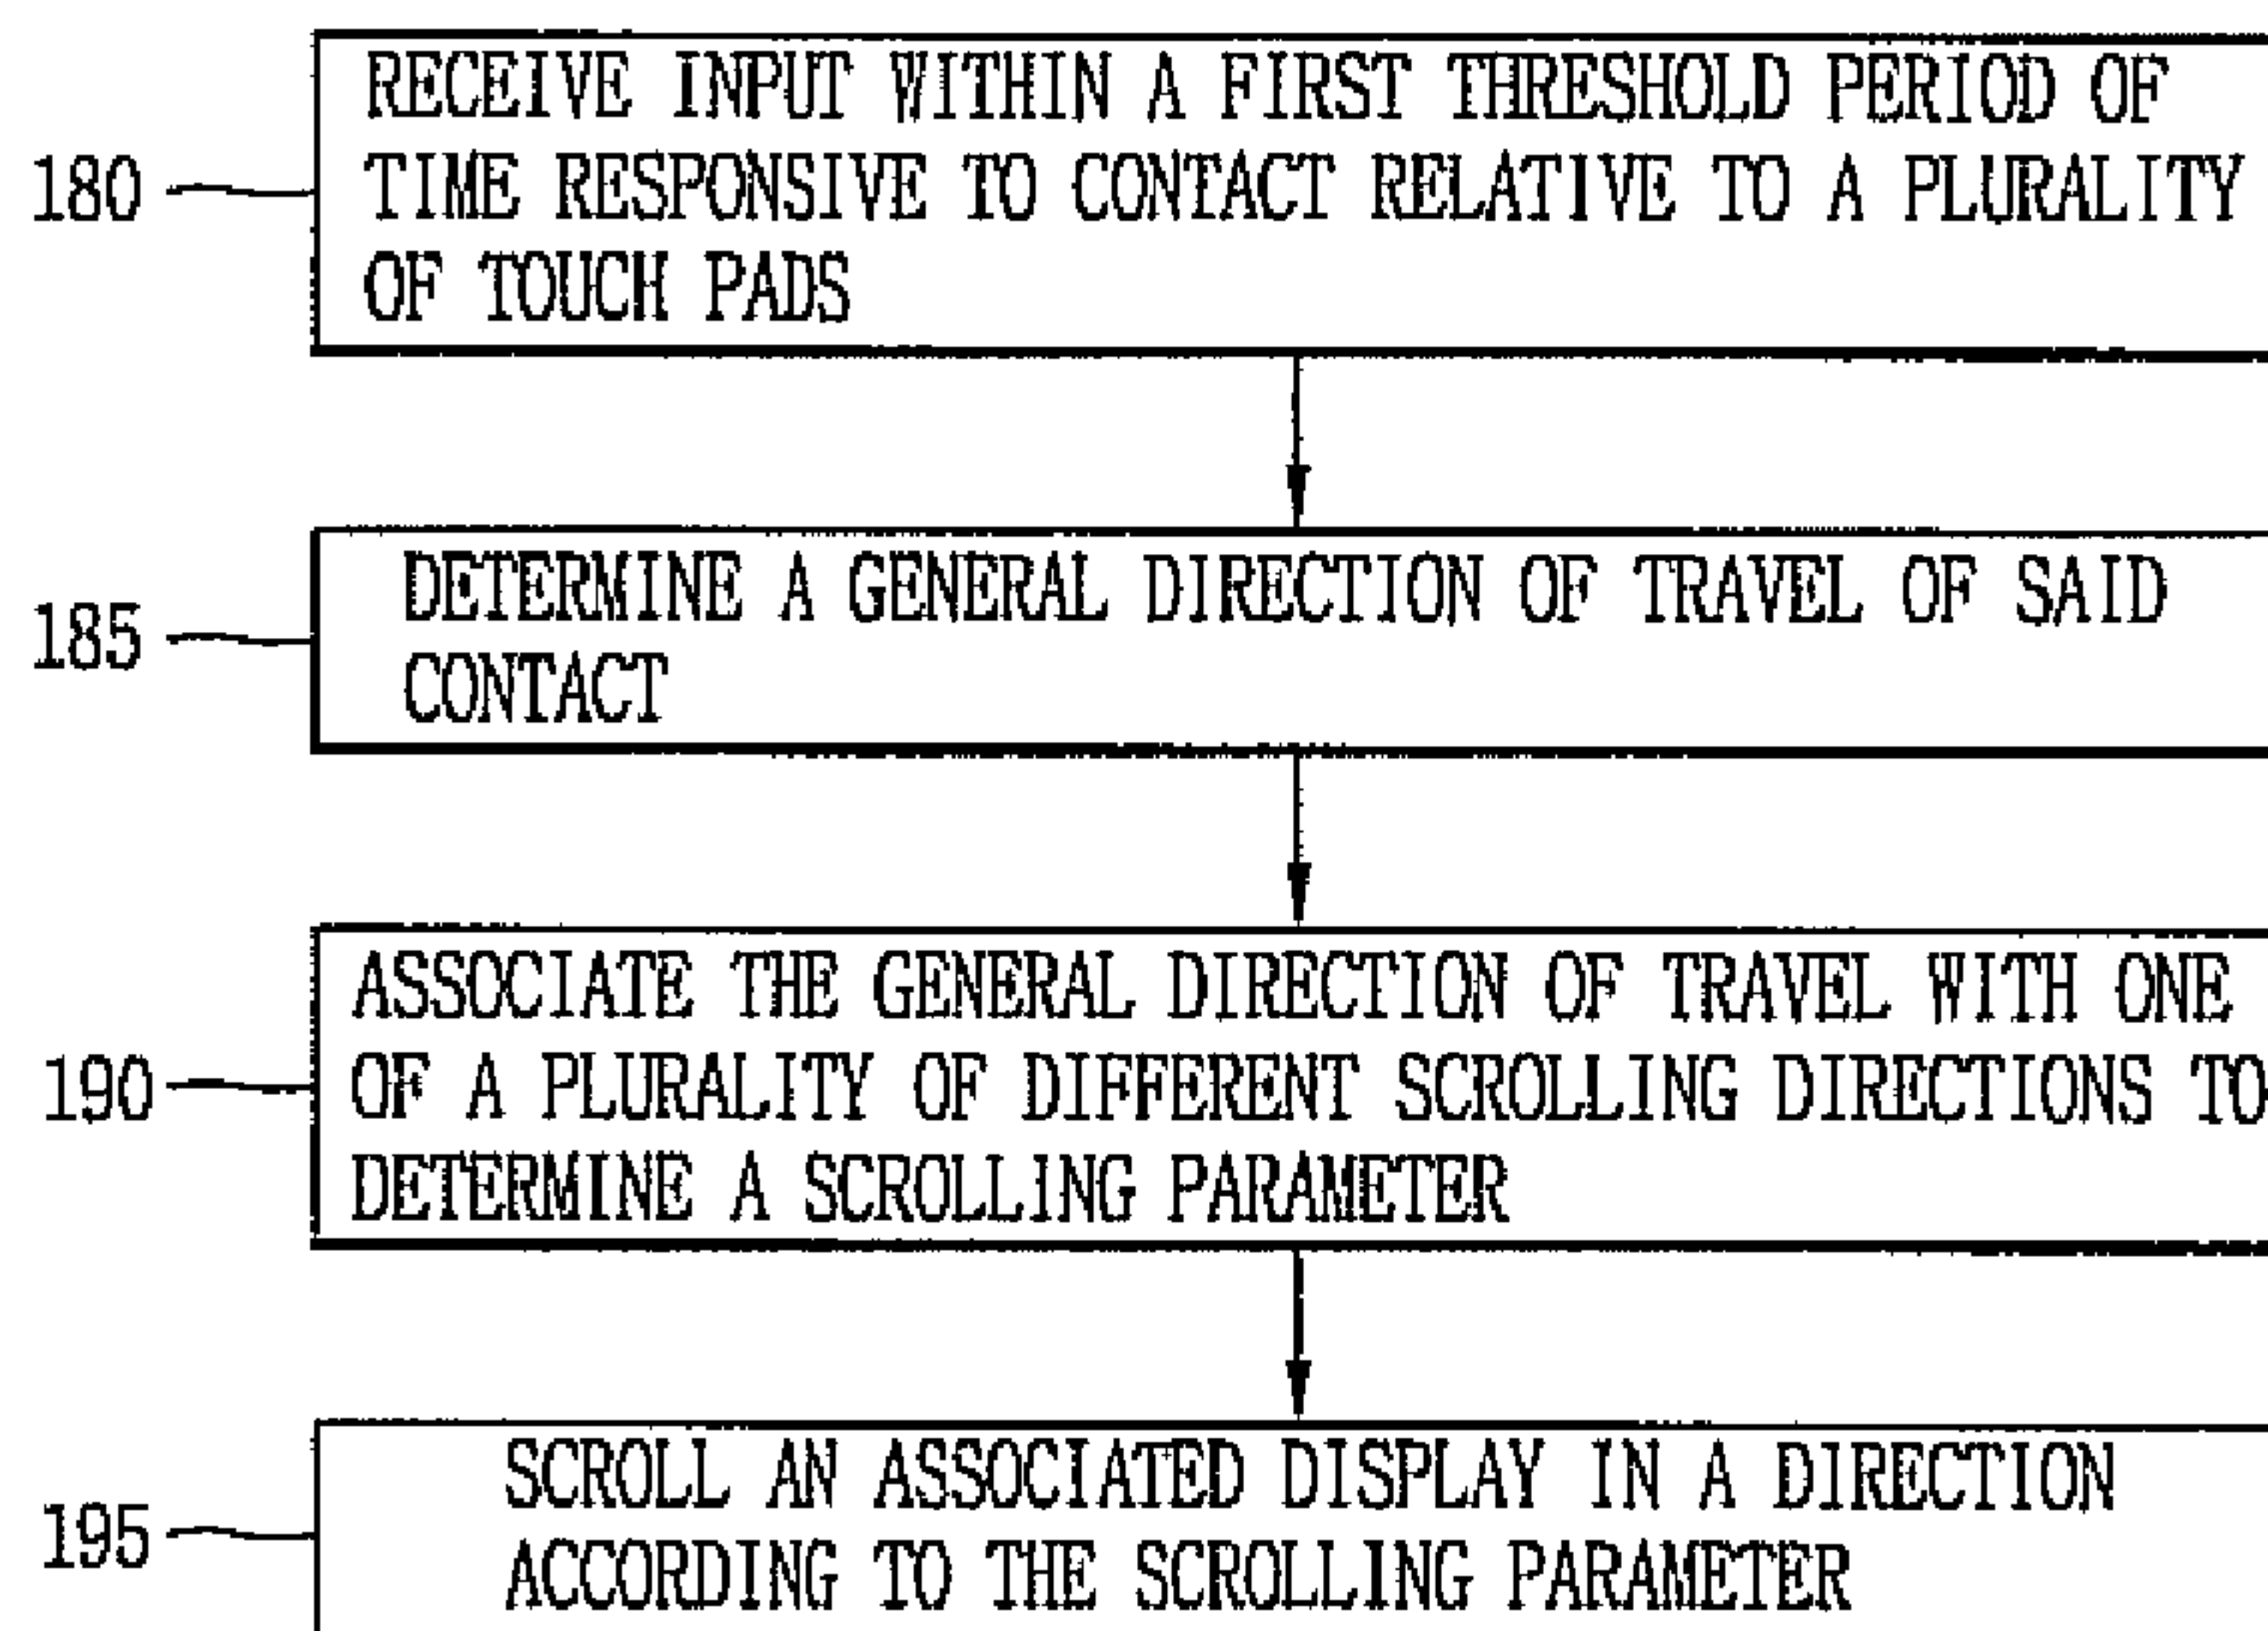 RECEIVE INPUT WITHIN A FIRST THRESHOLD PERIOD OF
180
TIME RESPONSIVE TO CONTACT RELATIVE TO A PLURALITY
OF TOUCH PADS
DETERMINE A GENERAL DIRECTION OF TRAVEL OF SAID
185
CONTACT
ASSOCIATE THE GENERAL DIRECTION OF TRAVEL WITH ONE
190
OF A PLURALITY OF DIFFERENT SCROLLING DIRECTIONS TO
DETERMINE A SCROLLING PARAMETER
SCROLL AN ASSOCIATED DISPLAY IN A DIRECTION
195
ACCORDING TO THE SCROLLING PARAMETER